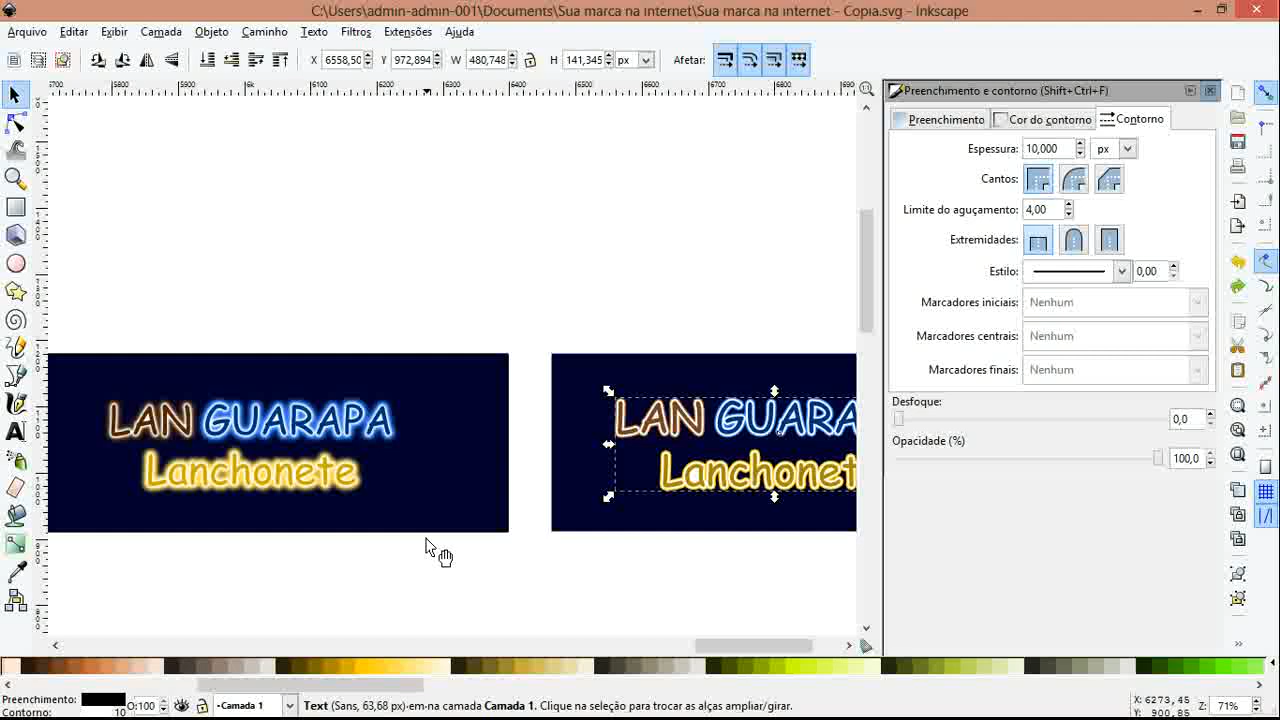 C:\Users\admin-admin-001\Documents\Sua marca na internet\Sua marca na internet - Copia.svg - Inkscape
Arquivo Editar Exibir Camada Objeto Caminho Texto Filtros Extensões Ajuda
X 6558,50 Y 972,894 W 480,748 H 141,345 px Afetar:
Preenchimento e contorno (Shift+Ctrl+F)
Preenchimento Cor do contorno Contorno
Espessura: 10,000 px
Cantos:
Limite do aguçamento: 4,00
Extremidades:
Estilo: 0,00
Marcadores iniciais: Nenhum
Marcadores centrais: Nenhum
Marcadores finais: Nenhum
Desfoque:
0,0
Opacidade (%)
100,0
LAN GUARAPA
Lanchonete
LAN GUARA
Lanchonet
Preenchimento:
Contorno: 10
O:100
Camada 1
Text (Sans, 63,68 px) em na camada Camada 1. Clique na seleção para trocar as alças ampliar/girar.
X: 6273,45
Y: 900,85
Z: 71%